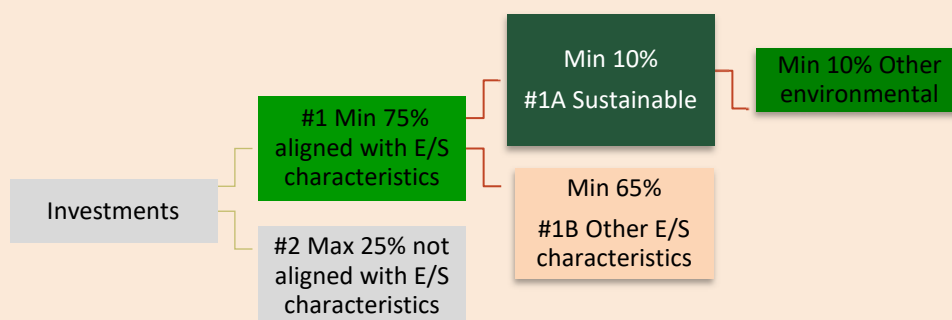 Investments
#1 Min 75%
aligned with E/S
characteristics
#2 Max 25% not
aligned with E/S
characteristics
Min 10%
#1A Sustainable
Min 65%
#1B Other E/S
characteristics
Min 10% Other
environmental